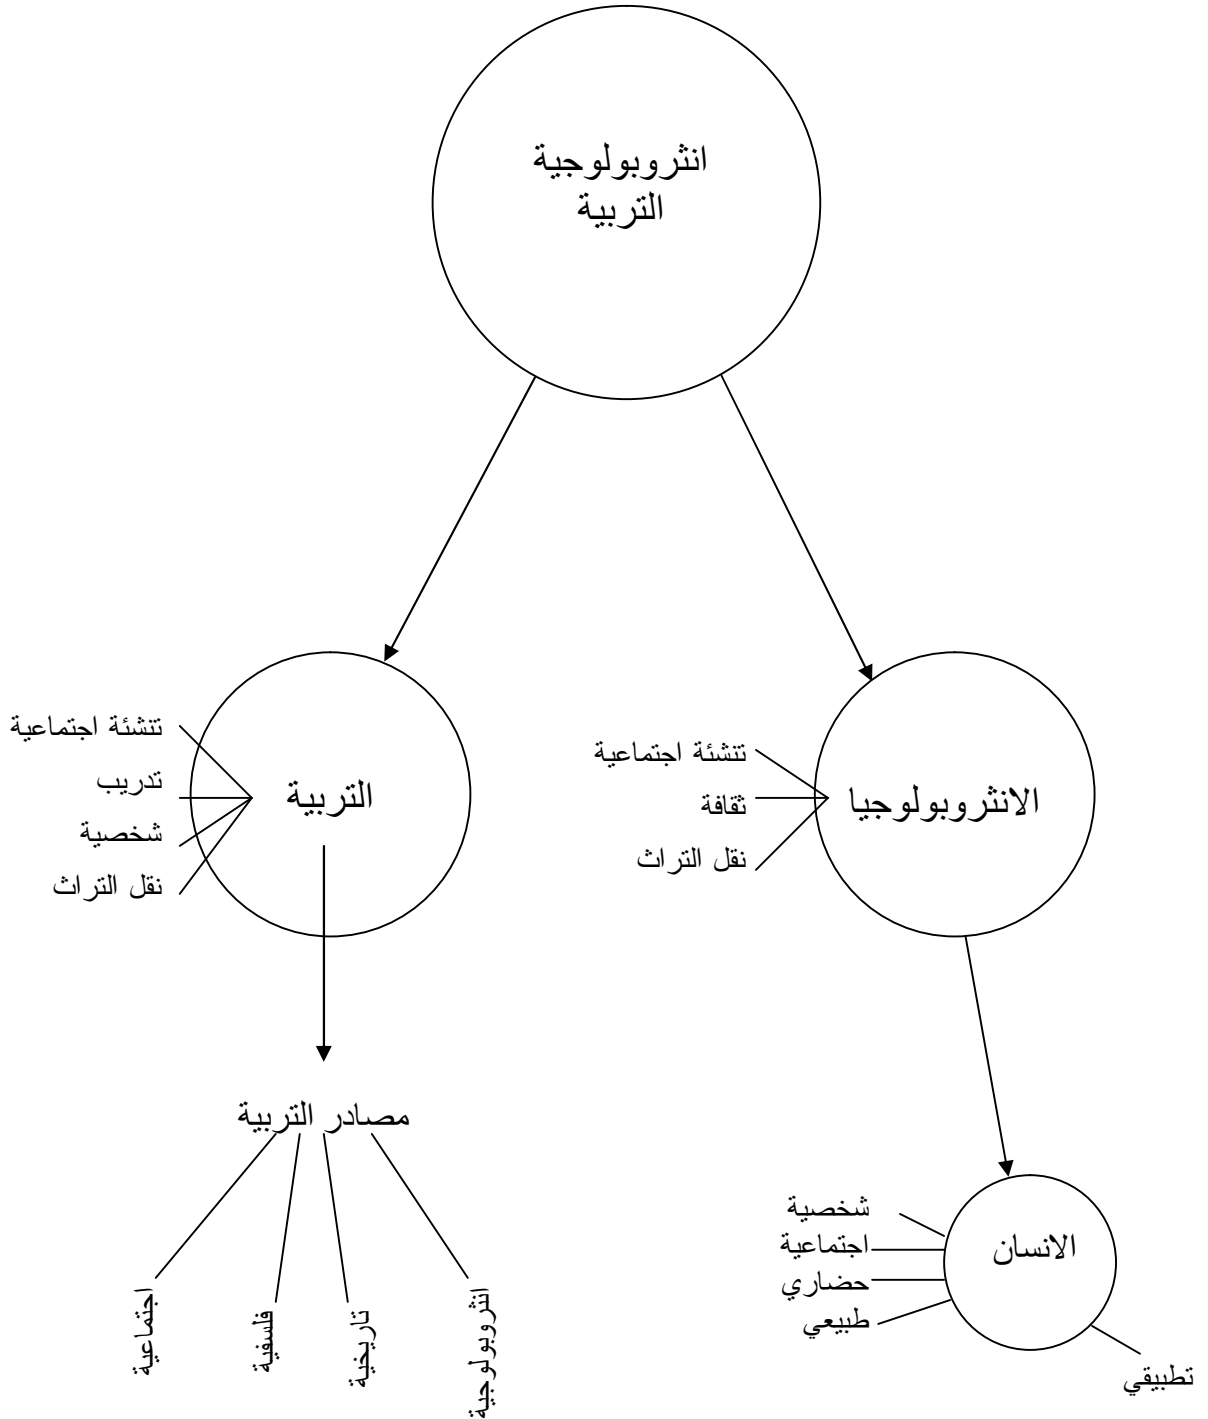 انثروبولوجية
التربية
الانثروبولوجيا
تنشئة اجتماعية
ثقافة
نقل التراث
التربية
تنشئة اجتماعية
تدريب
شخصية
نقل التراث
الانسان
شخصية
اجتماعية
حضاري
طبيعي
تطبيقي
مصادر التربية
انثروبولوجية
تاريخية
فلسفية
اجتماعية